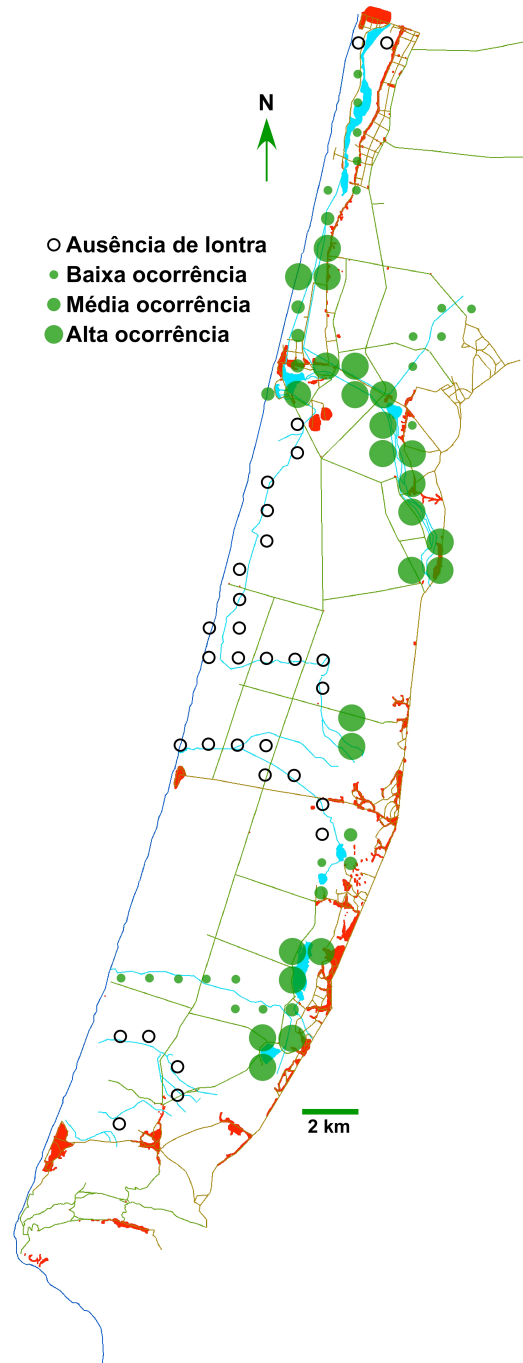 N
Ausência de lontra
Baixa ocorrência
Média ocorrência
Alta ocorrência
2 km